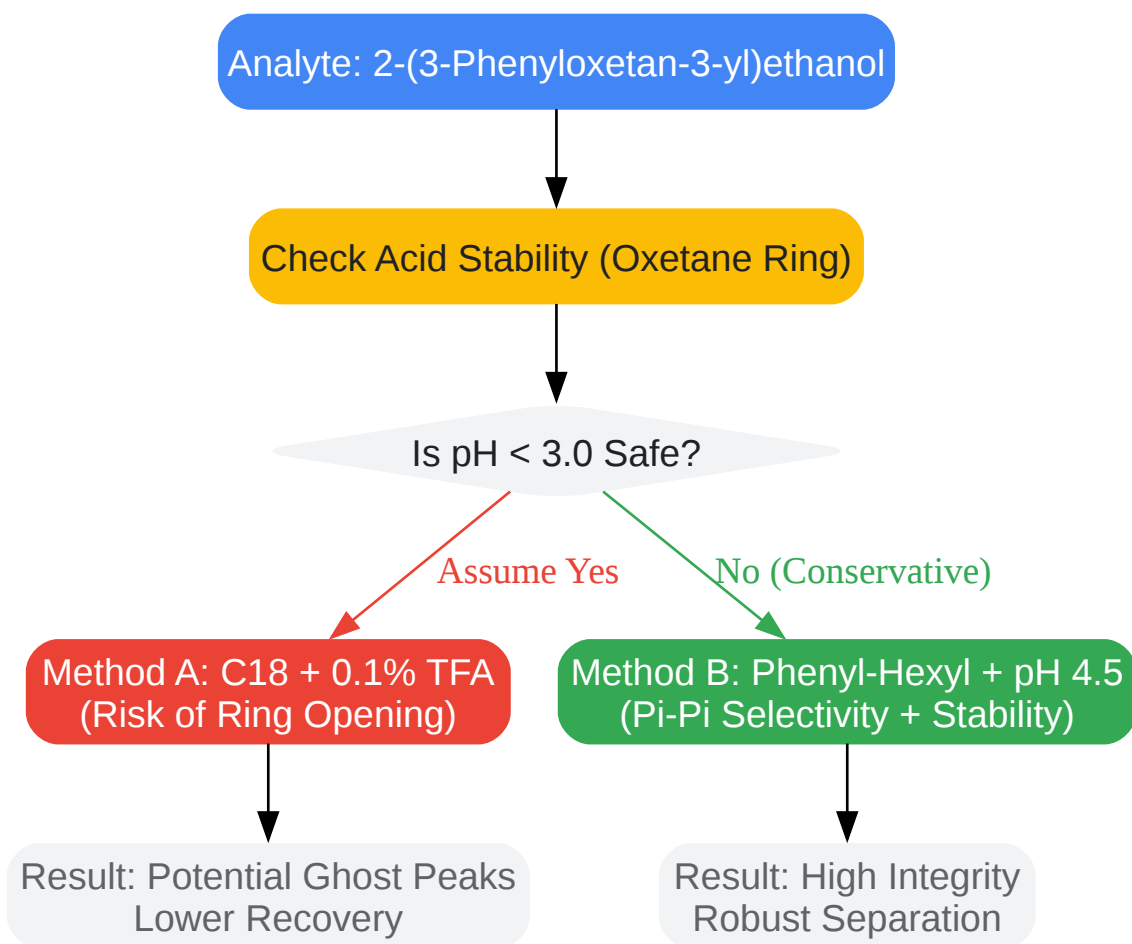 Analyte: 2-(3-Phenyloxetan-3-yl)ethanol
Check Acid Stability (Oxetane Ring)
Is pH < 3.0 Safe?
Assume Yes
No (Conservative)
Method A: C18 + 0.1% TFA
(Risk of Ring Opening)
Method B: Phenyl-Hexyl + pH 4.5
(Pi-Pi Selectivity + Stability)
Result: Potential Ghost Peaks
Lower Recovery
Result: High Integrity
Robust Separation